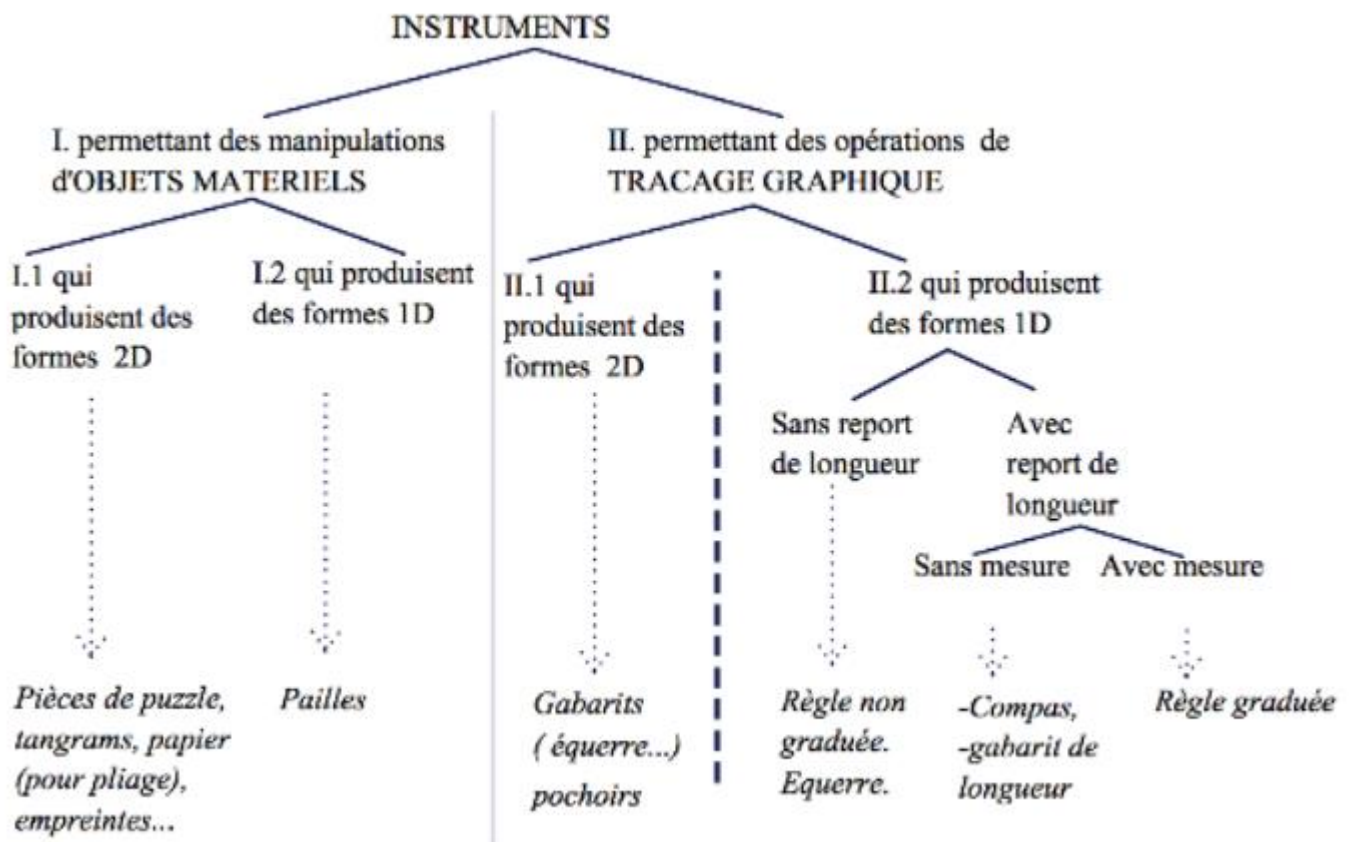 INSTRUMENTS
I. permettant des manipulations
d'OBJETS MATERIELS
II. permettant des opérations de
TRACAGE GRAPHIQUE
I.1 qui
produisent des
formes 2D
I.2 qui produisent
des formes 1D
II.1 qui
produisent des
formes 2D
II.2 qui produisent
des formes 1D
Sans report
de longueur
Avec
report de
longueur
Sans mesure
Avec mesure
Pièces de puzzle,
tangrams, papier
(pour pliage),
empreintes...
Pailles
Gabarits
( équerre...)
pochoirs
Règle non
graduée.
Equerre.
-Compas,
-gabarit de
longueur
Règle graduée